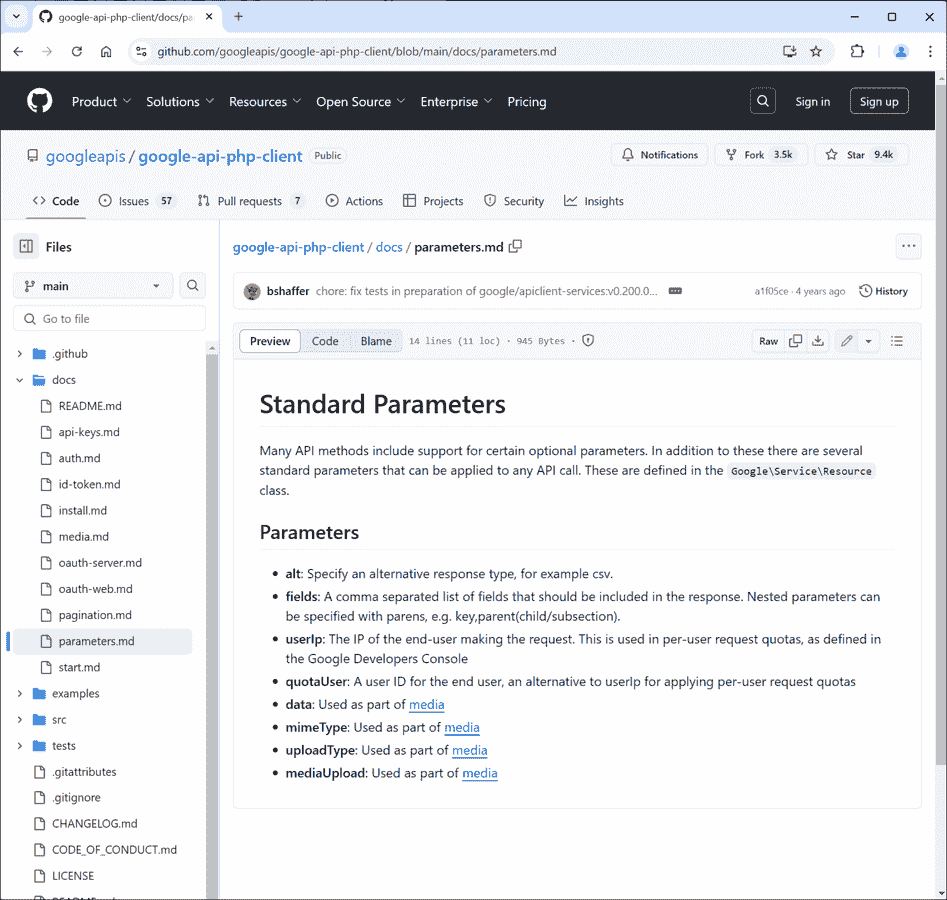 google-api-php-client/docs/pa
github.com/googleapis/google-api-php-client/blob/main/docs/parameters.md
Product Solutions Resources Open Source Enterprise Pricing Sign in Sign up
googleapis / google-api-php-client Public Notifications Fork 3.5k Star 9.4k
Code Issues 57 Pull requests 7 Actions Projects Security Insights
Files
main
Go to file
.github
docs
README.md
api-keys.md
auth.md
id-token.md
install.md
media.md
oauth-server.md
oauth-web.md
pagination.md
parameters.md
start.md
examples
src
tests
.gitattributes
.gitignore
CHANGELOG.md
CODE_OF_CONDUCT.md
LICENSE
google-api-php-client / docs / parameters.md
bshaffer chore: fix tests in preparation of google/apiclient-services:v0.200.0... a1f05ce · 4 years ago History
Preview Code Blame 14 lines (11 loc) · 945 Bytes · Raw
Standard Parameters
Many API methods include support for certain optional parameters. In addition to these there are several
standard parameters that can be applied to any API call. These are defined in the Google\Service\Resource
class.
Parameters
• alt: Specify an alternative response type, for example csv.
• fields: A comma separated list of fields that should be included in the response. Nested parameters can
be specified with parens, e.g. key,parent(child/subsection).
• userIp: The IP of the end-user making the request. This is used in per-user request quotas, as defined in
the Google Developers Console
• quotaUser: A user ID for the end user, an alternative to userIp for applying per-user request quotas
• data: Used as part of media
• mimeType: Used as part of media
• uploadType: Used as part of media
• mediaUpload: Used as part of media